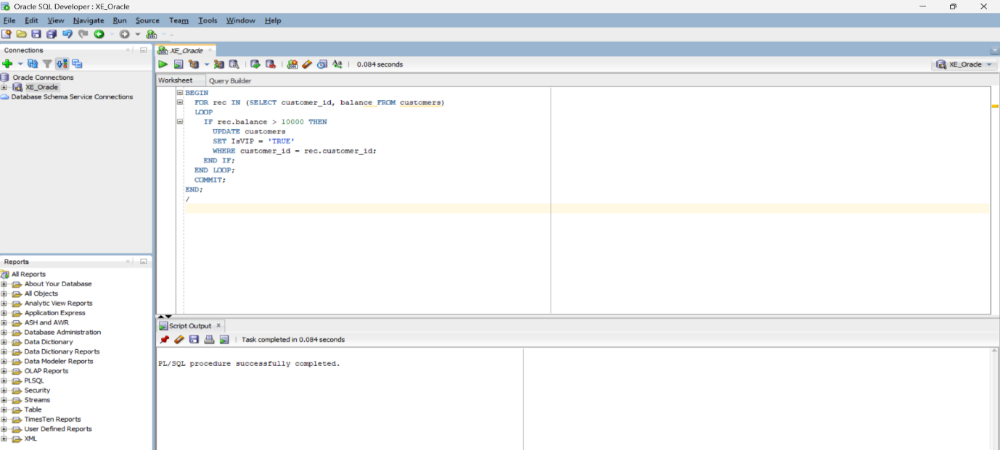 Oracle SQL Developer : XE_Oracle
File Edit View Navigate Run Source Team Tools Window Help
Connections
Oracle Connections
XE_Oracle
Database Schema Service Connections
Reports
All Reports
About Your Database
All Objects
Analytic View Reports
Application Express
ASH and AWR
Database Administration
Data Dictionary
Data Dictionary Reports
Data Modeler Reports
OLAP Reports
PLSQL
Security
Streams
Table
TimesTen Reports
User Defined Reports
XML
XE_Oracle
0.084 seconds
XE_Oracle
Worksheet Query Builder
BEGIN
FOR rec IN (SELECT customer_id, balance FROM customers)
LOOP
IF rec.balance > 10000 THEN
UPDATE customers
SET IsVIP = 'TRUE'
WHERE customer_id = rec.customer_id;
END IF;
END LOOP;
COMMIT;
END;
/
Script Output
Task completed in 0.084 seconds
PL/SQL procedure successfully completed.